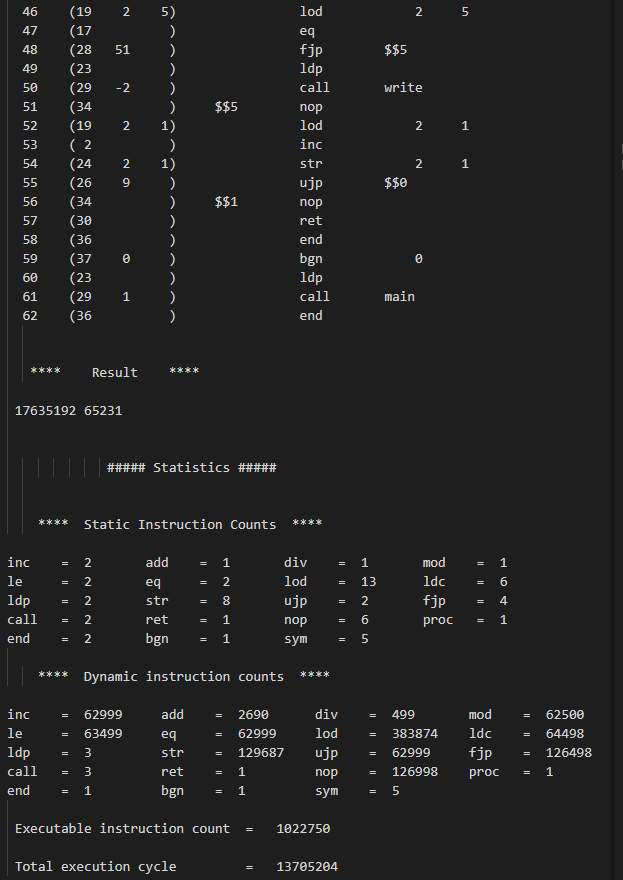 46 (19 2 5) lod 2 5
47 (17 ) eq
48 (28 51 ) fjp $$5
49 (23 ) ldp
50 (29 -2 ) call write
51 (34 ) $$5 nop
52 (19 2 1) lod 2 1
53 ( 2 ) inc
54 (24 2 1) str 2 1
55 (26 9 ) ujp $$0
56 (34 ) $$1 nop
57 (30 ) ret
58 (36 ) end
59 (37 0 ) bgn 0
60 (23 ) ldp
61 (29 1 ) call main
62 (36 ) end
**** Result ****
17635192 65231
##### Statistics #####
**** Static Instruction Counts ****
inc = 2 add = 1 div = 1 mod = 1
le = 2 eq = 2 lod = 13 ldc = 6
ldp = 2 str = 8 ujp = 2 fjp = 4
call = 2 ret = 1 nop = 6 proc = 1
end = 2 bgn = 1 sym = 5
**** Dynamic instruction counts ****
inc = 62999 add = 2690 div = 499 mod = 62500
le = 63499 eq = 62999 lod = 383874 ldc = 64498
ldp = 3 str = 129687 ujp = 62999 fjp = 126498
call = 3 ret = 1 nop = 126998 proc = 1
end = 1 bgn = 1 sym = 5
Executable instruction count = 1022750
Total execution cycle = 13705204